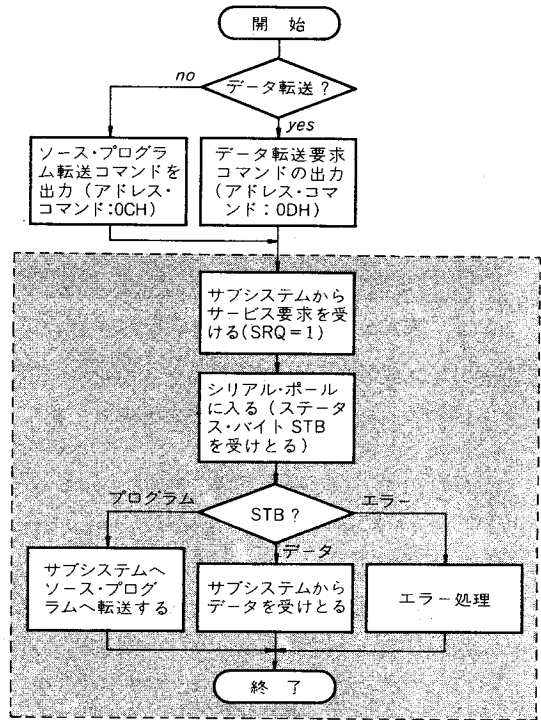 開始
データ転送?
no
yes
ソース・プログラ
ム転送コマンドを
出力(アドレス・
コマンド:0CH)
データ転送要求
コマンドの出力
(アドレス・コマ
ンド:0DH)
サブシステムから
サービス要求を受
ける(SRQ=1)
シリアル・ポール
に入る(ステータ
ス・バイトSTB
を受けとる)
プログラム
STB?
エラー
データ
サブシステムへ
ソース・プログ
ラムへ転送する
サブシステムから
データを受けとる
エラー処理
終了